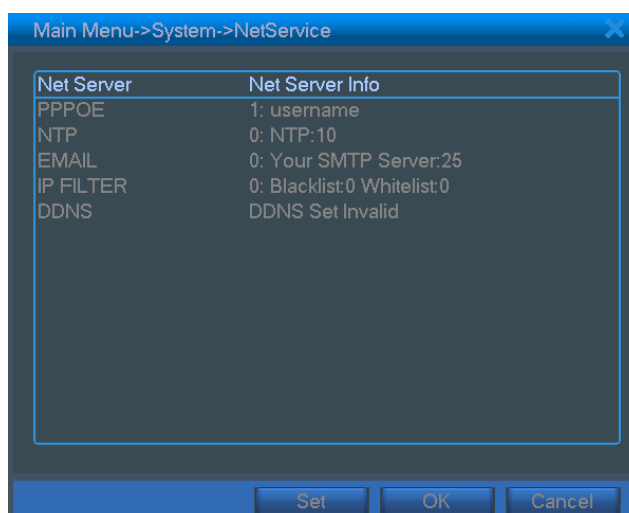 Main Menu->System->NetService
Net Server Net Server Info
PPPOE 1: username
NTP 0: NTP:10
EMAIL 0: Your SMTP Server:25
IP FILTER 0: Blacklist:0 Whitelist:0
DDNS DDNS Set Invalid
Set OK Cancel